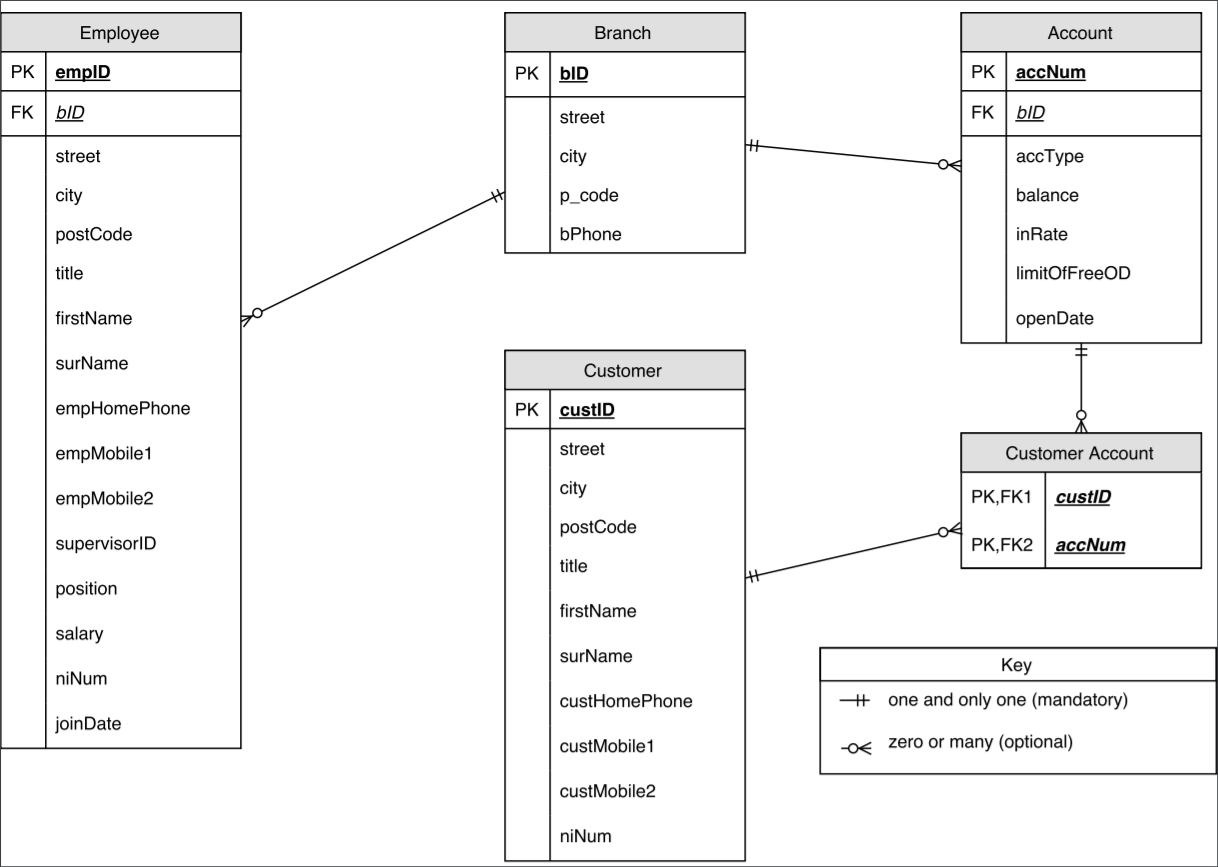 Employee
PK empID
FK bID
street
city
postCode
title
firstName
surName
empHomePhone
empMobile1
empMobile2
supervisorID
position
salary
niNum
joinDate
Branch
PK bID
street
city
p_code
bPhone
Account
PK accNum
FK bID
accType
balance
inRate
limitOfFreeOD
openDate
Customer
PK custID
street
city
postCode
title
firstName
surName
custHomePhone
custMobile1
custMobile2
niNum
Customer Account
PK,FK1 custID
PK,FK2 accNum
Key
one and only one (mandatory)
zero or many (optional)